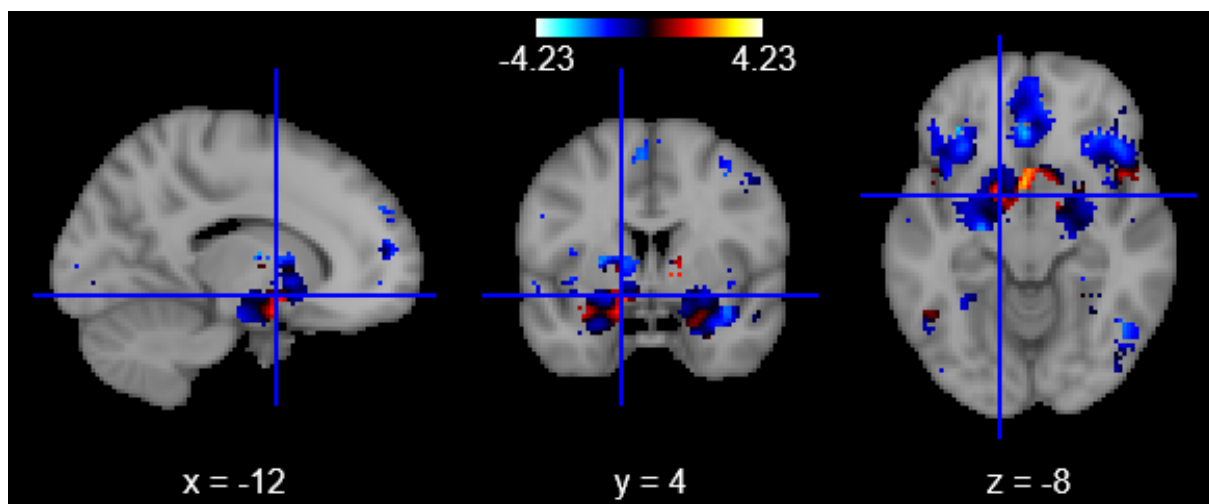 -4.23 4.23
x = -12 y = 4 z = -8